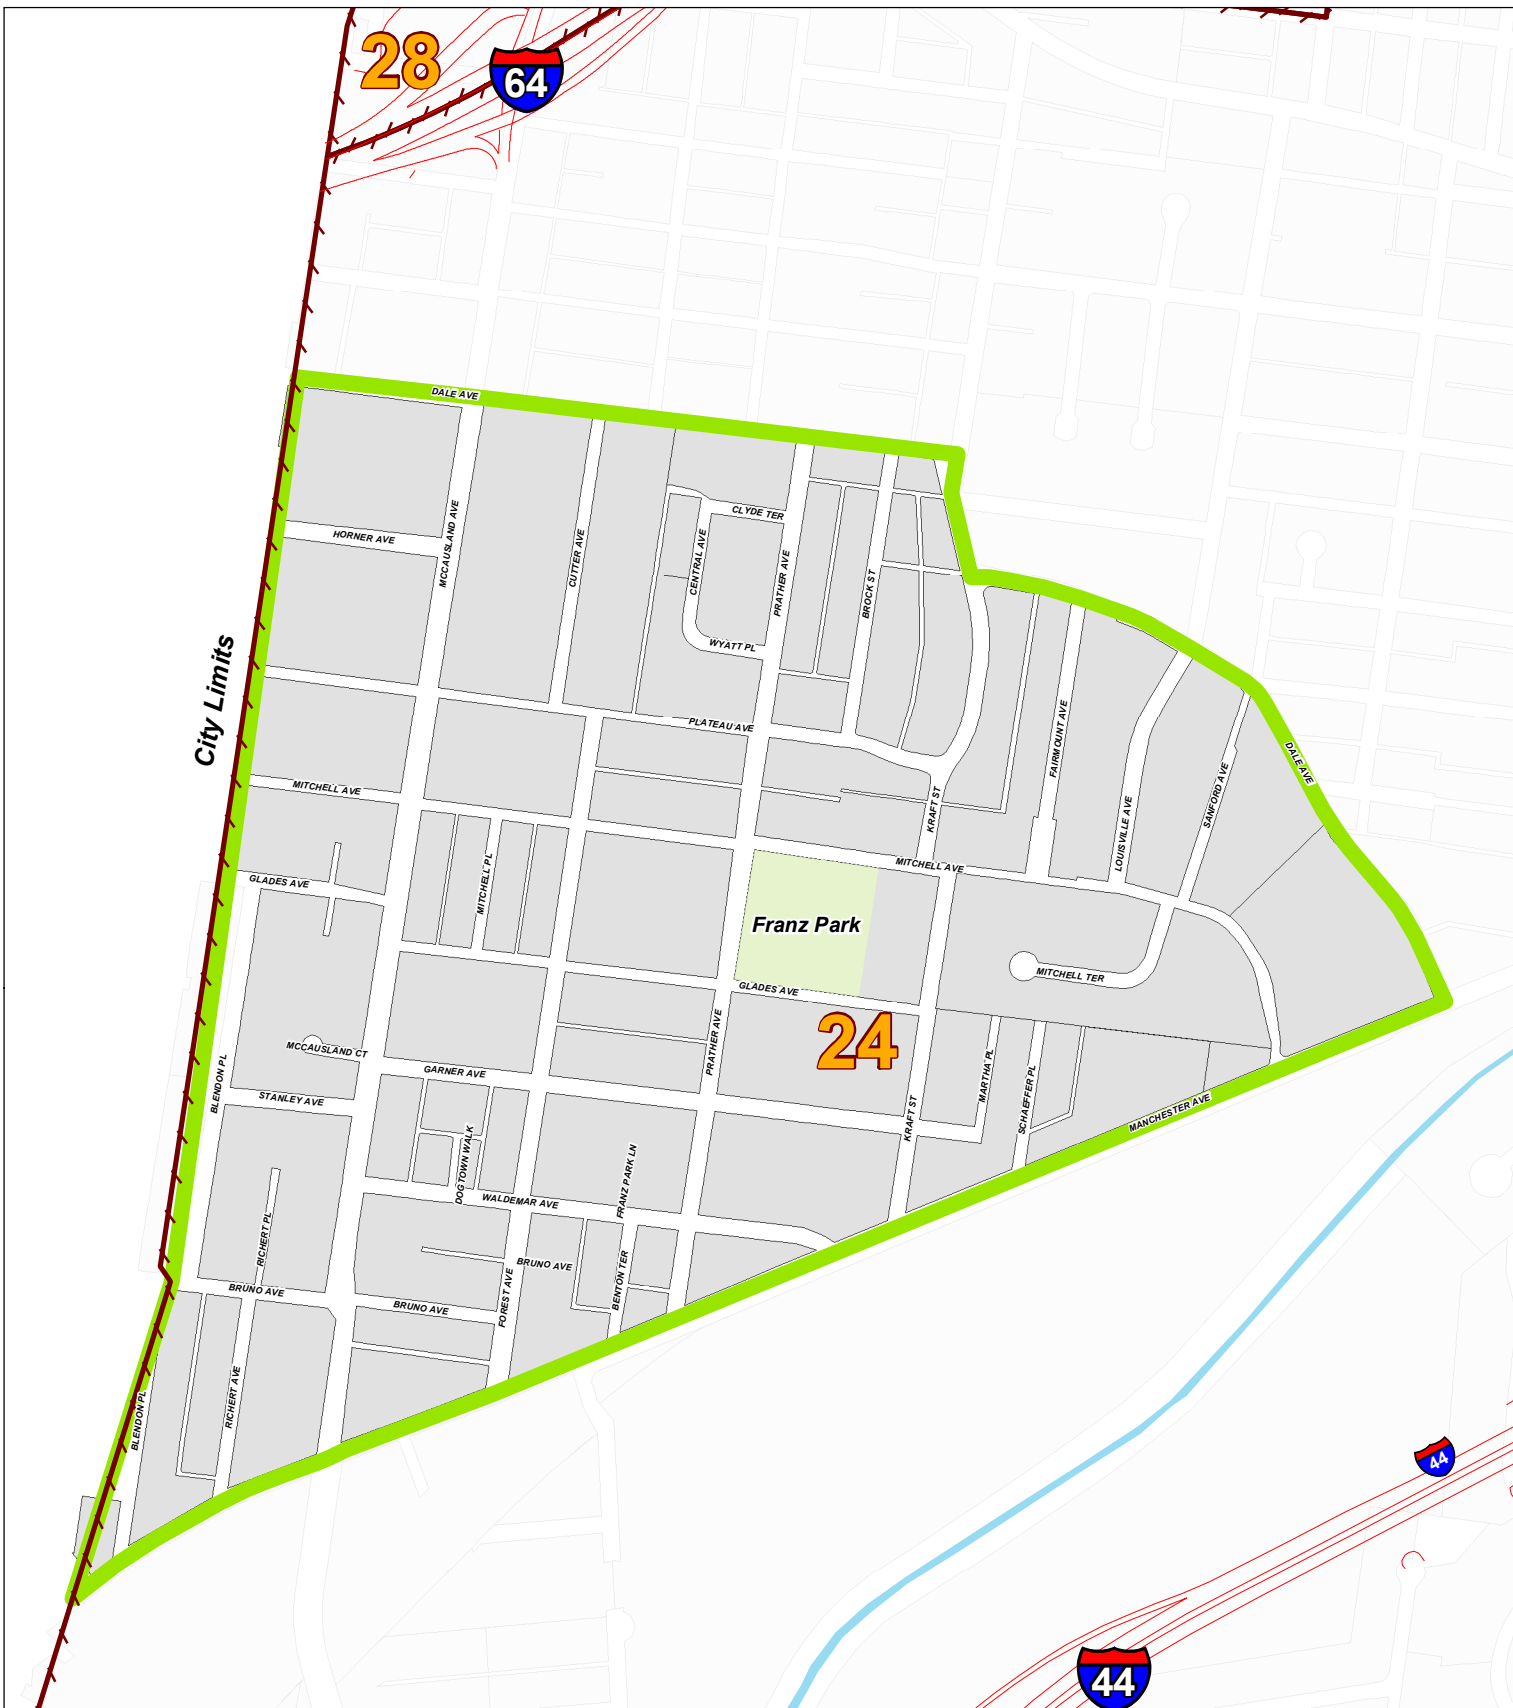 28
64
DALE AVE
HORNER AVE
MCCAUSLAND AVE
CUTTER AVE
CLYDE TER
CENTRAL AVE
PRATHER AVE
BROCK ST
WYATT PL
City Limits
PLATEAU AVE
FAIRMOUNT AVE
DALE AVE
SANFORD AVE
MITCHELL AVE
KRAFT ST
LOUISVILLE AVE
MITCHELL AVE
MITCHELL PL
GLADES AVE
Franz Park
MITCHELL TER
GLADES AVE
24
PRATHER AVE
MCCAUSLAND CT
GARNER AVE
BLENDON PL
STANLEY AVE
MARTHA PL
SCHAEFFER PL
KRAFT ST
MANCHESTER AVE
DOGTOWN WALK
FRANZ PARK LN
WALDEMAR AVE
RICHERT PL
BRUNO AVE
BENTON TER
BRUNO AVE
BRUNO AVE
FOREST AVE
RICHERT AVE
BLENDON PL
44
44